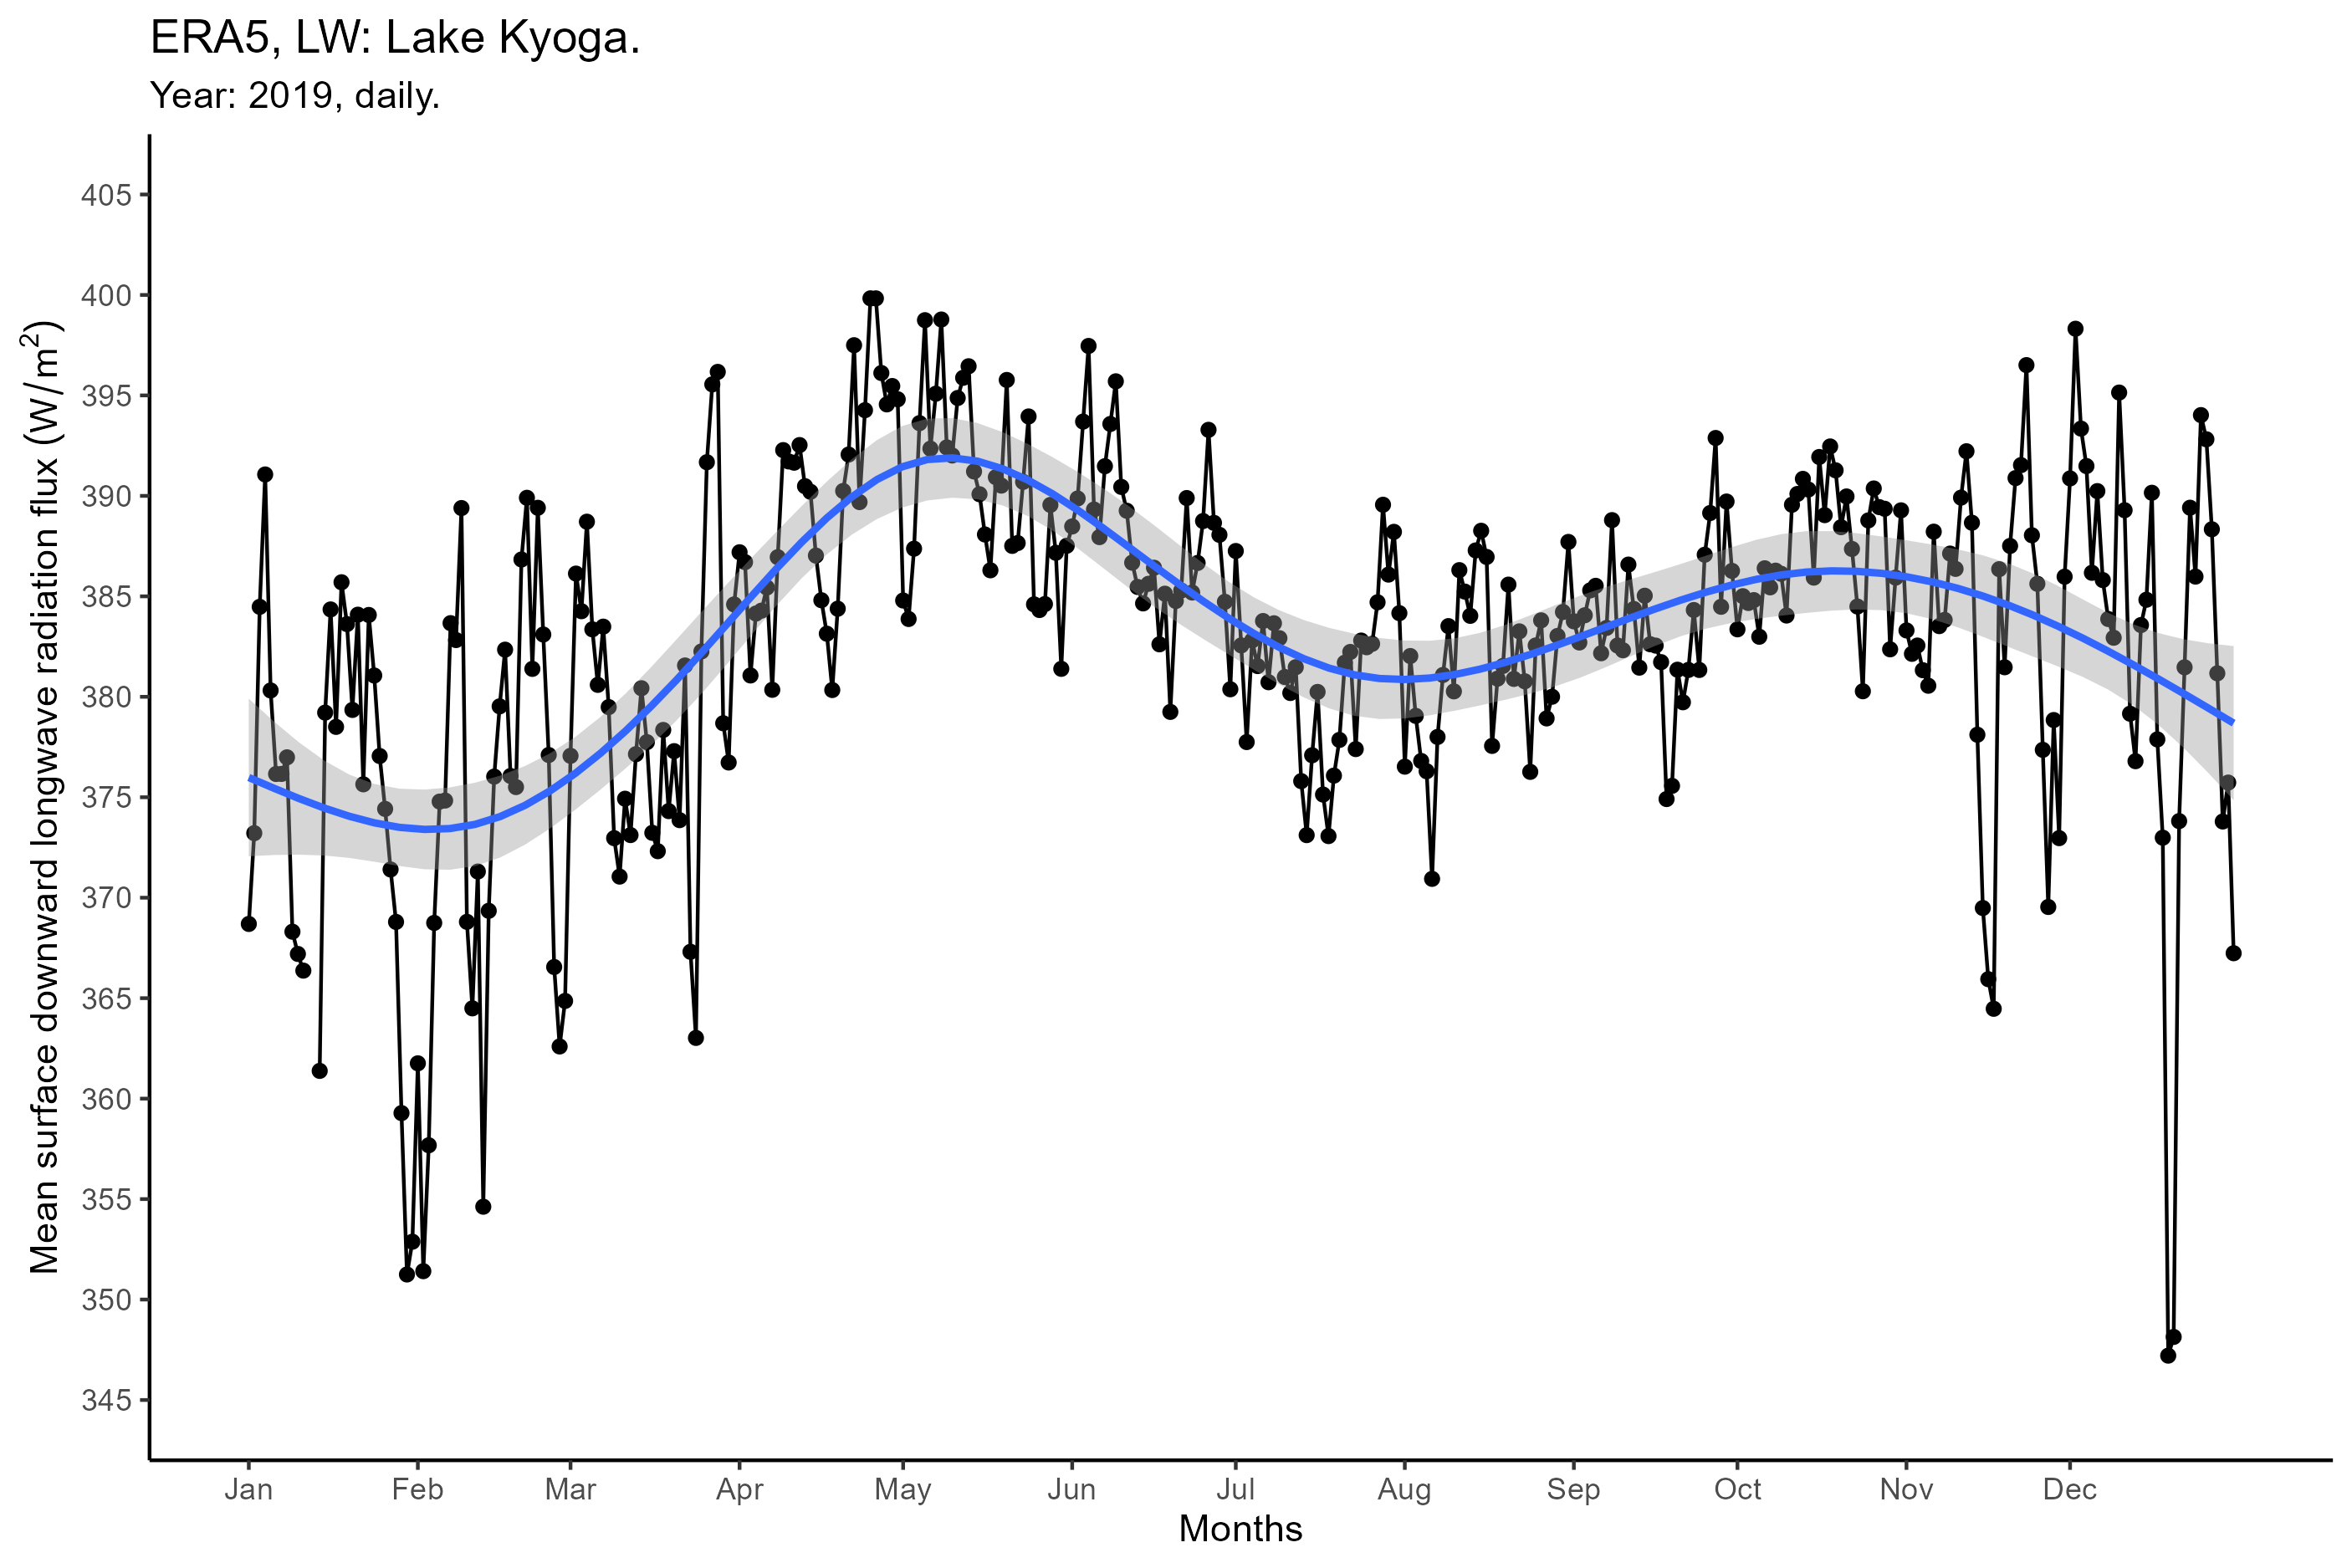 ERA5, LW: Lake Kyoga.
Year: 2019, daily.
Mean surface downward longwave radiation flux (W/m²)
405
400
395
390
385
380
375
370
365
360
355
350
345
Jan Feb Mar Apr May Jun Jul Aug Sep Oct Nov Dec
Months